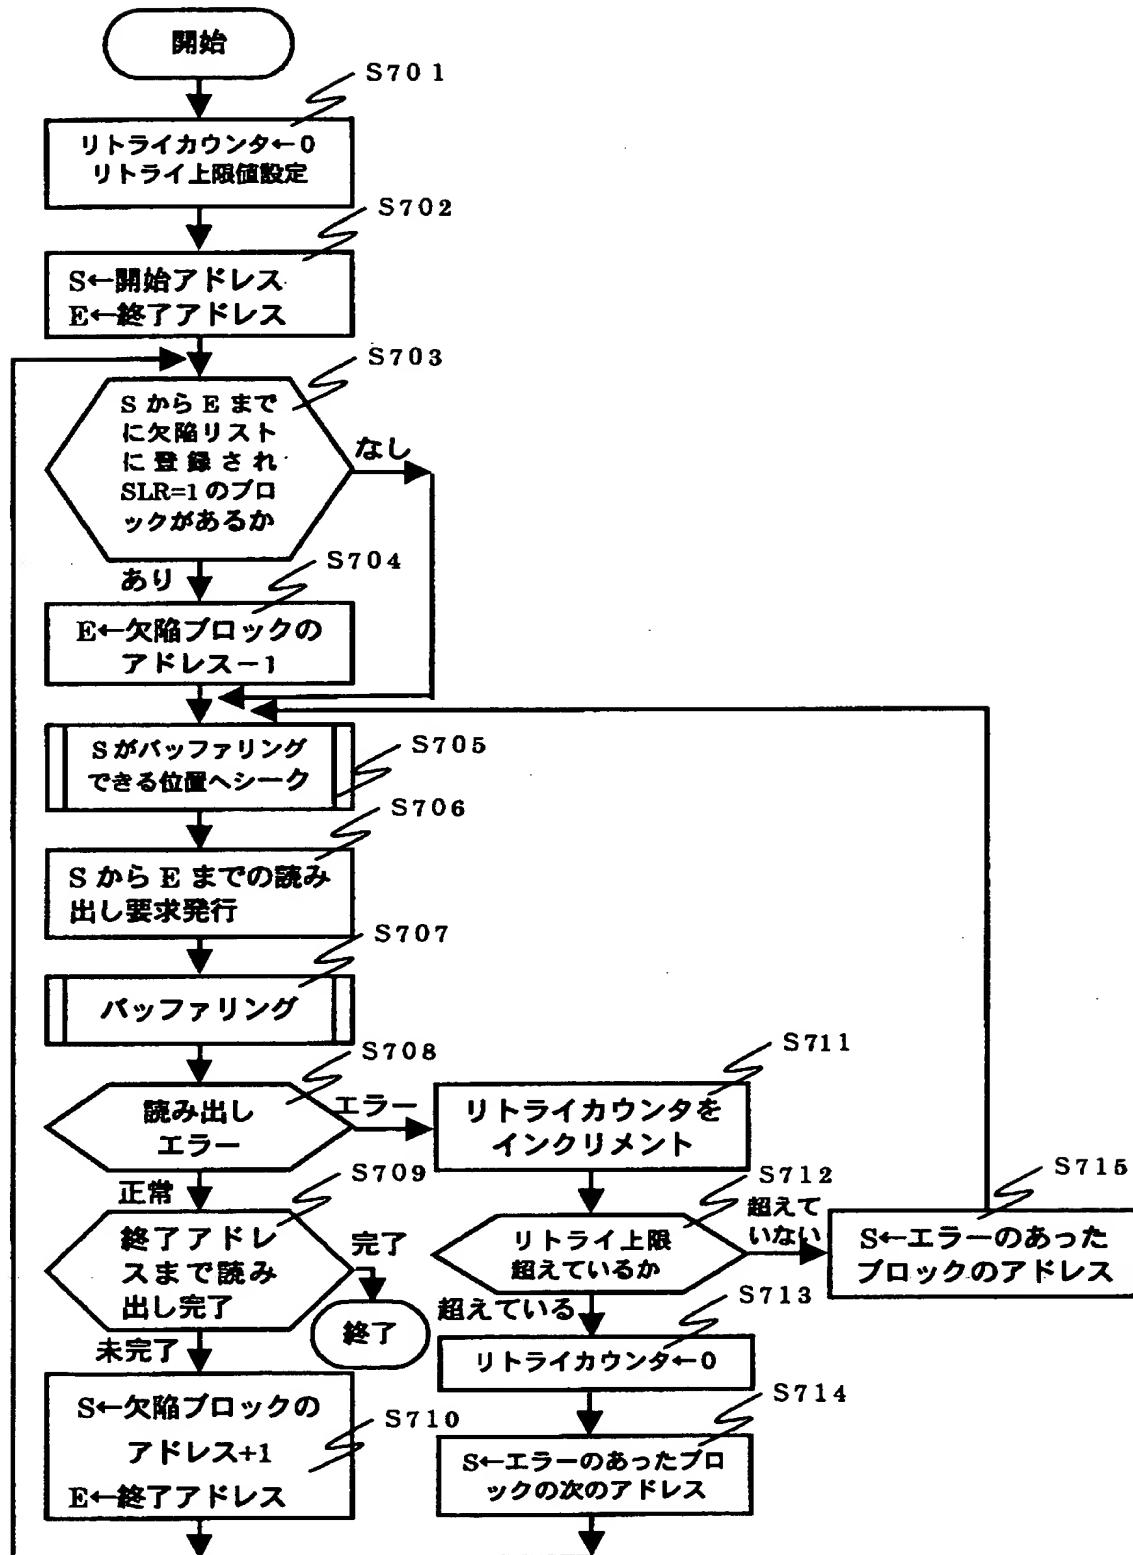 開始
S701
リトライカウンタ←0
リトライ上限値設定
S702
S←開始アドレス
E←終了アドレス
S703
S から E まで
に欠陥リスト
に登録され
SLR=1 のブロ
ックがあるか
なし
あり
S704
E←欠陥ブロックの
アドレス－1
S705
S がバッファリング
できる位置へシーク
S706
S から E までの読み
出し要求発行
S707
バッファリング
S708
読み出し
エラー
エラー
正常
S711
リトライカウンタを
インクリメント
S709
終了アドレ
スまで読み
出し完了
完了
終了
未完了
S712
リトライ上限
超えているか
超えて
いない
超えている
S715
S←エラーのあった
ブロックのアドレス
S713
リトライカウンタ←0
S710
S←欠陥ブロックの
アドレス+1
E←終了アドレス
S714
S←エラーのあったブロ
ックの次のアドレス